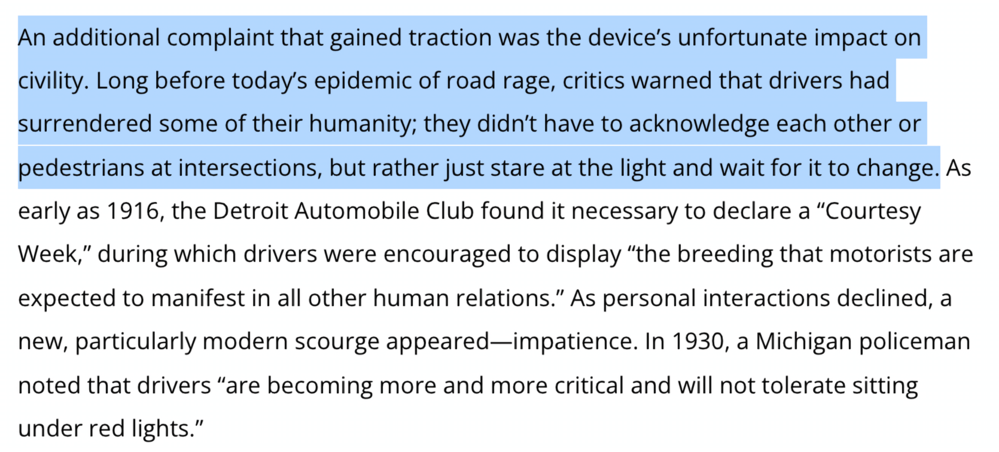 An additional complaint that gained traction was the device’s unfortunate impact on
civility. Long before today’s epidemic of road rage, critics warned that drivers had
surrendered some of their humanity; they didn’t have to acknowledge each other or
pedestrians at intersections, but rather just stare at the light and wait for it to change. As
early as 1916, the Detroit Automobile Club found it necessary to declare a “Courtesy
Week,” during which drivers were encouraged to display “the breeding that motorists are
expected to manifest in all other human relations.” As personal interactions declined, a
new, particularly modern scourge appeared—impatience. In 1930, a Michigan policeman
noted that drivers “are becoming more and more critical and will not tolerate sitting
under red lights.”